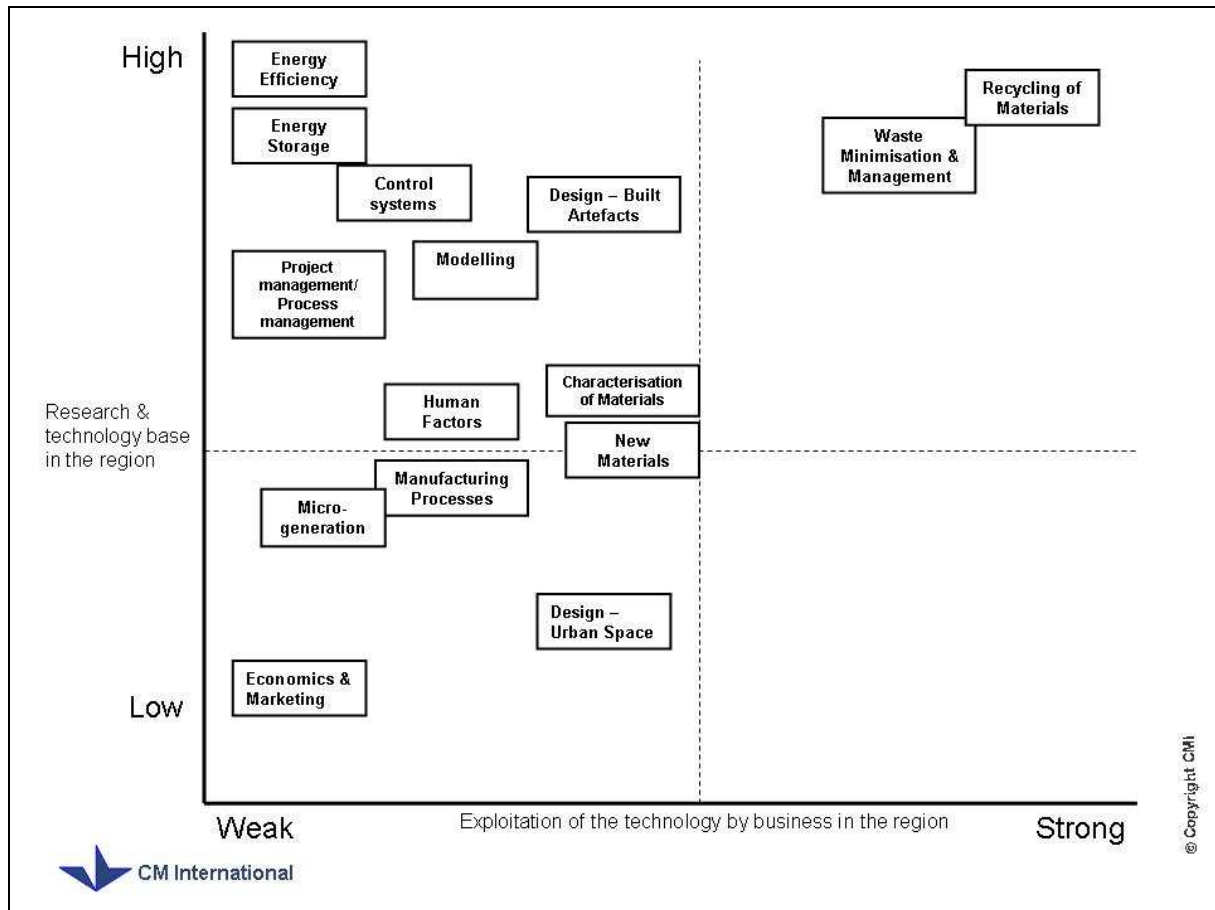 High
Energy
Efficiency
Recycling of
Materials
Energy
Storage
Waste
Minimisation &
Management
Control
systems
Design – Built
Artefacts
Modelling
Project
management/
Process
management
Characterisation
of Materials
Human
Factors
Research &
technology base
in the region
New
Materials
Manufacturing
Processes
Micro-
generation
Design –
Urban Space
Economics &
Marketing
Low
Weak
Exploitation of the technology by business in the region
Strong
© Copyright CMI
CM International